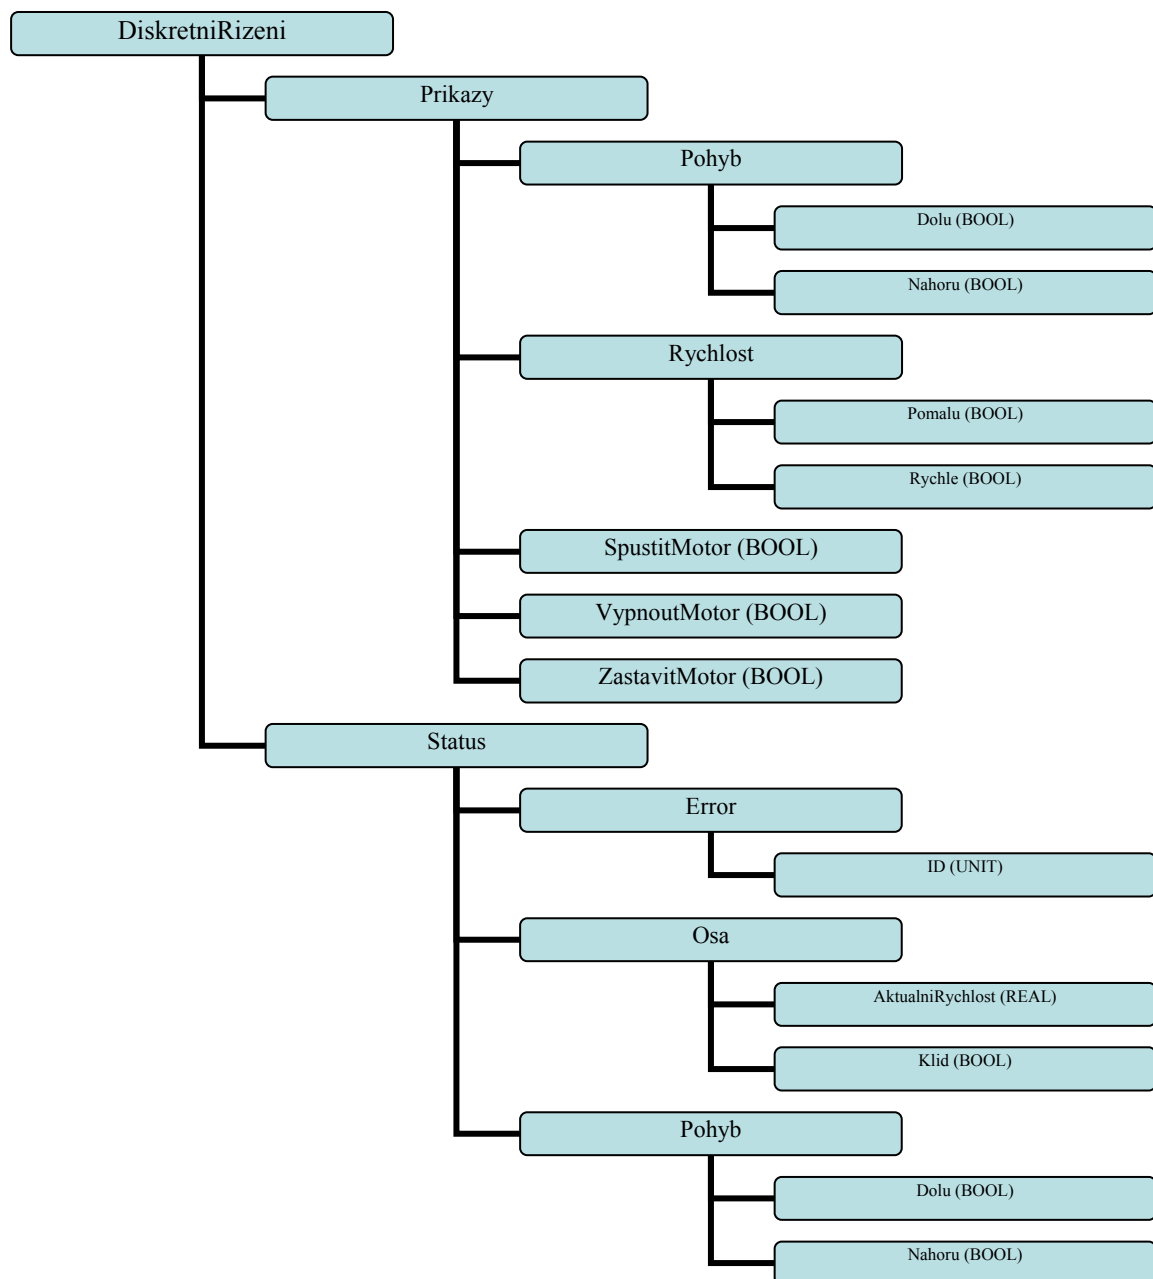 DiskretniRizeni
Prikazy
Pohyb
Dolu (BOOL)
Nahoru (BOOL)
Rychlost
Pomalu (BOOL)
Rychle (BOOL)
SpustitMotor (BOOL)
VypnoutMotor (BOOL)
ZastavitMotor (BOOL)
Status
Error
ID (UNIT)
Osa
AktualniRychlost (REAL)
Klid (BOOL)
Pohyb
Dolu (BOOL)
Nahoru (BOOL)